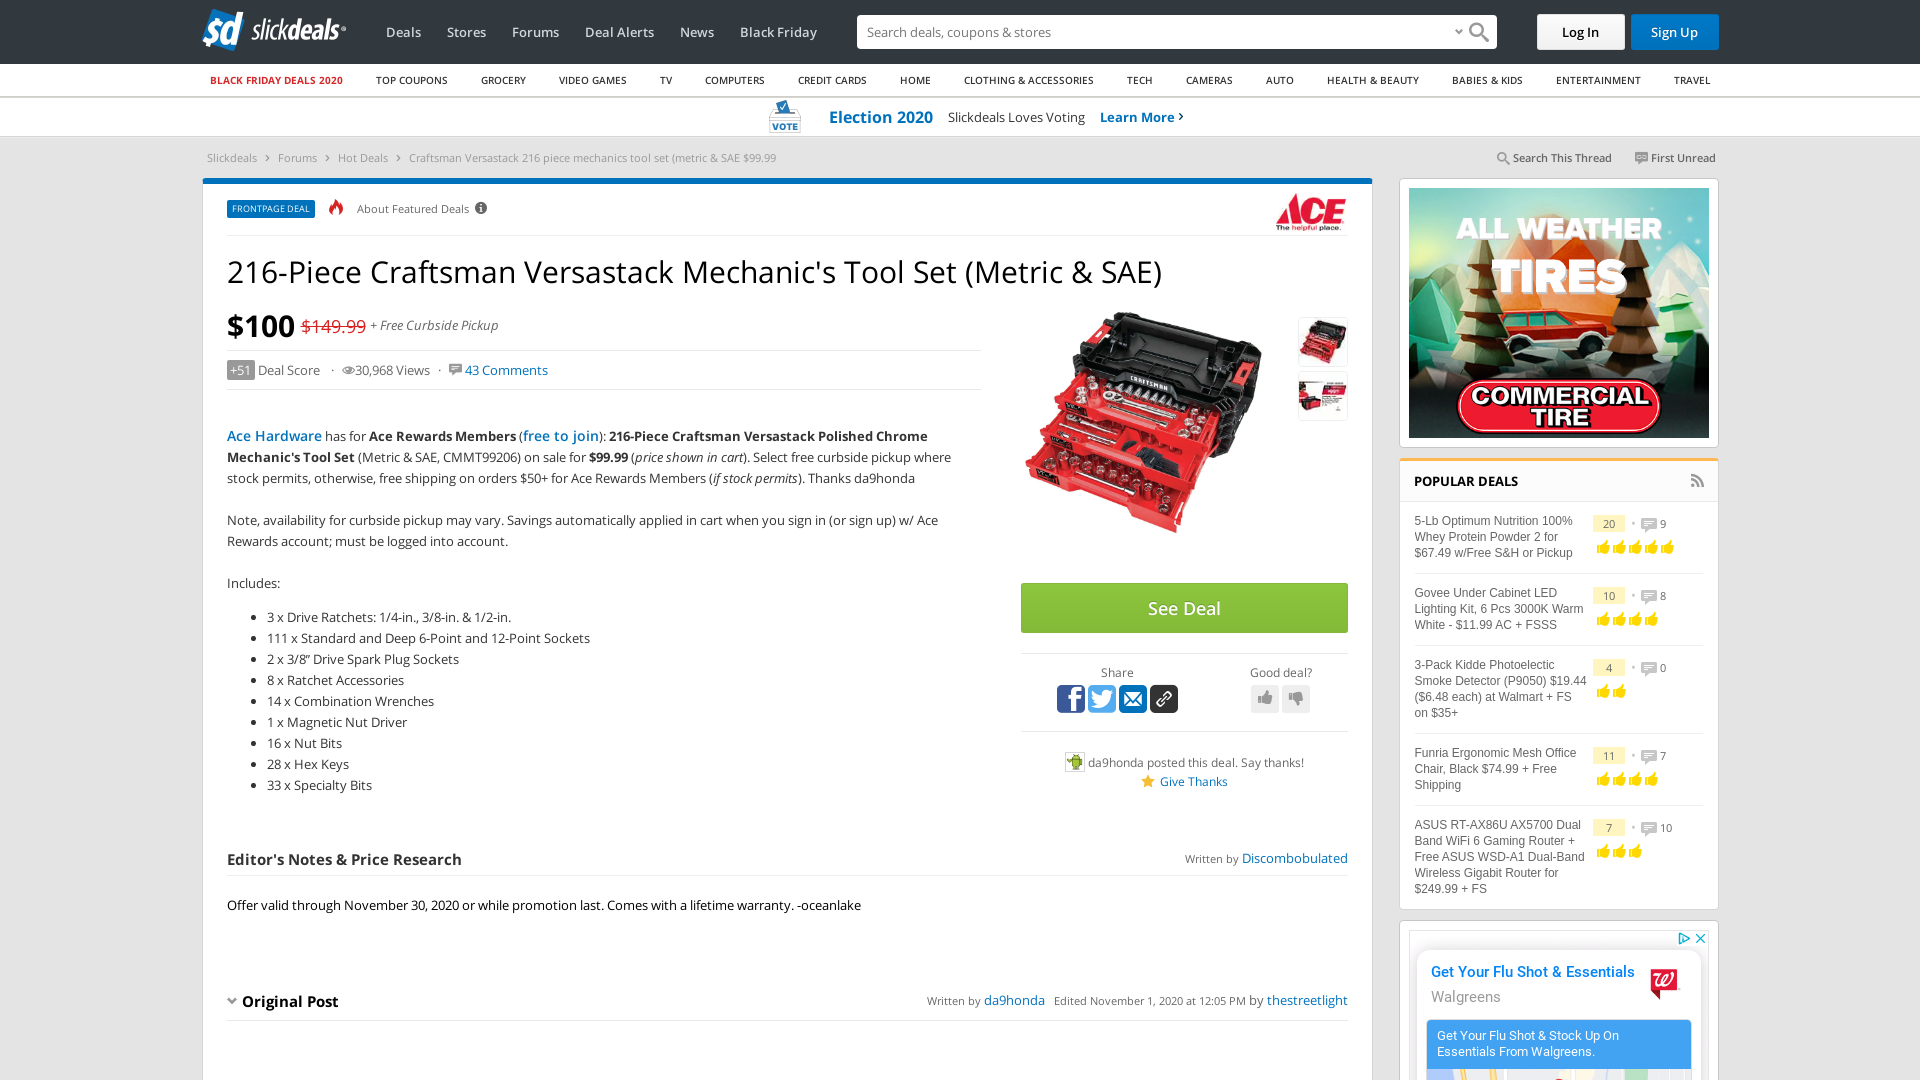 slickdeals
Deals
Stores
Forums
Deal Alerts
News
Black Friday
Search deals, coupons & stores
Log In
Sign Up
BLACK FRIDAY DEALS 2020
TOP COUPONS
GROCERY
VIDEO GAMES
TV
COMPUTERS
CREDIT CARDS
HOME
CLOTHING & ACCESSORIES
TECH
CAMERAS
AUTO
HEALTH & BEAUTY
BABIES & KIDS
ENTERTAINMENT
TRAVEL
VOTE
Election 2020 Slickdeals Loves Voting Learn More
Slickdeals › Forums › Hot Deals › Craftsman Versastack 216 piece mechanics tool set (metric & SAE $99.99
Search This Thread
First Unread
FRONTPAGE DEAL
About Featured Deals
ACE
The helpful place.
216-Piece Craftsman Versastack Mechanic's Tool Set (Metric & SAE)
$100 $149.99 + Free Curbside Pickup
+51 Deal Score · 30,968 Views · 43 Comments
CRAFTSMAN
Ace Hardware has for Ace Rewards Members (free to join): 216-Piece Craftsman Versastack Polished Chrome
Mechanic's Tool Set (Metric & SAE, CMMT99206) on sale for $99.99 (price shown in cart). Select free curbside pickup where
stock permits, otherwise, free shipping on orders $50+ for Ace Rewards Members (if stock permits). Thanks da9honda
Note, availability for curbside pickup may vary. Savings automatically applied in cart when you sign in (or sign up) w/ Ace
Rewards account; must be logged into account.
Includes:
3 x Drive Ratchets: 1/4-in., 3/8-in. & 1/2-in.
111 x Standard and Deep 6-Point and 12-Point Sockets
2 x 3/8” Drive Spark Plug Sockets
8 x Ratchet Accessories
14 x Combination Wrenches
1 x Magnetic Nut Driver
16 x Nut Bits
28 x Hex Keys
33 x Specialty Bits
See Deal
Share
Good deal?
da9honda posted this deal. Say thanks!
Give Thanks
Editor's Notes & Price Research
Written by Discombobulated
Offer valid through November 30, 2020 or while promotion last. Comes with a lifetime warranty. -oceanlake
Original Post
Written by da9honda Edited November 1, 2020 at 12:05 PM by thestreetlight
ALL WEATHER
TIRES
COMMERCIAL
TIRE
POPULAR DEALS
5-Lb Optimum Nutrition 100%
Whey Protein Powder 2 for
$67.49 w/Free S&H or Pickup
20 • 9
Govee Under Cabinet LED
Lighting Kit, 6 Pcs 3000K Warm
White - $11.99 AC + FSSS
10 • 8
3-Pack Kidde Photoelectic
Smoke Detector (P9050) $19.44
($6.48 each) at Walmart + FS
on $35+
4 • 0
Funria Ergonomic Mesh Office
Chair, Black $74.99 + Free
Shipping
11 • 7
ASUS RT-AX86U AX5700 Dual
Band WiFi 6 Gaming Router +
Free ASUS WSD-A1 Dual-Band
Wireless Gigabit Router for
$249.99 + FS
7 • 10
Get Your Flu Shot & Essentials
Walgreens
Get Your Flu Shot & Stock Up On
Essentials From Walgreens.